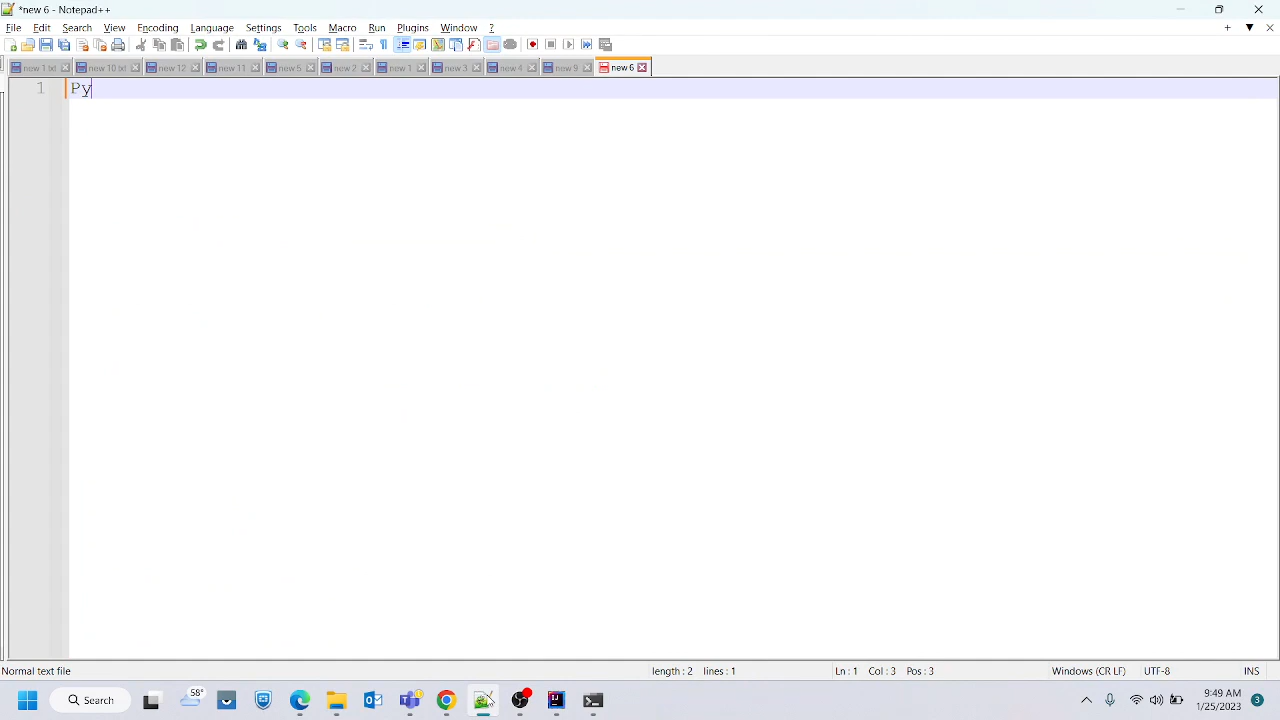 *new 6 - Notepad++
File Edit Search View Encoding Language Settings Tools Macro Run Plugins Window ?
new 1.txt new 10.txt new 12 new 11 new 5 new 2 new 1 new 3 new 4 new 9 new 6
1 Py
Normal text file length : 2 lines : 1 Ln : 1 Col : 3 Pos : 3 Windows (CR LF) UTF-8 INS
58° Search 9:49 AM
1/25/2023 3